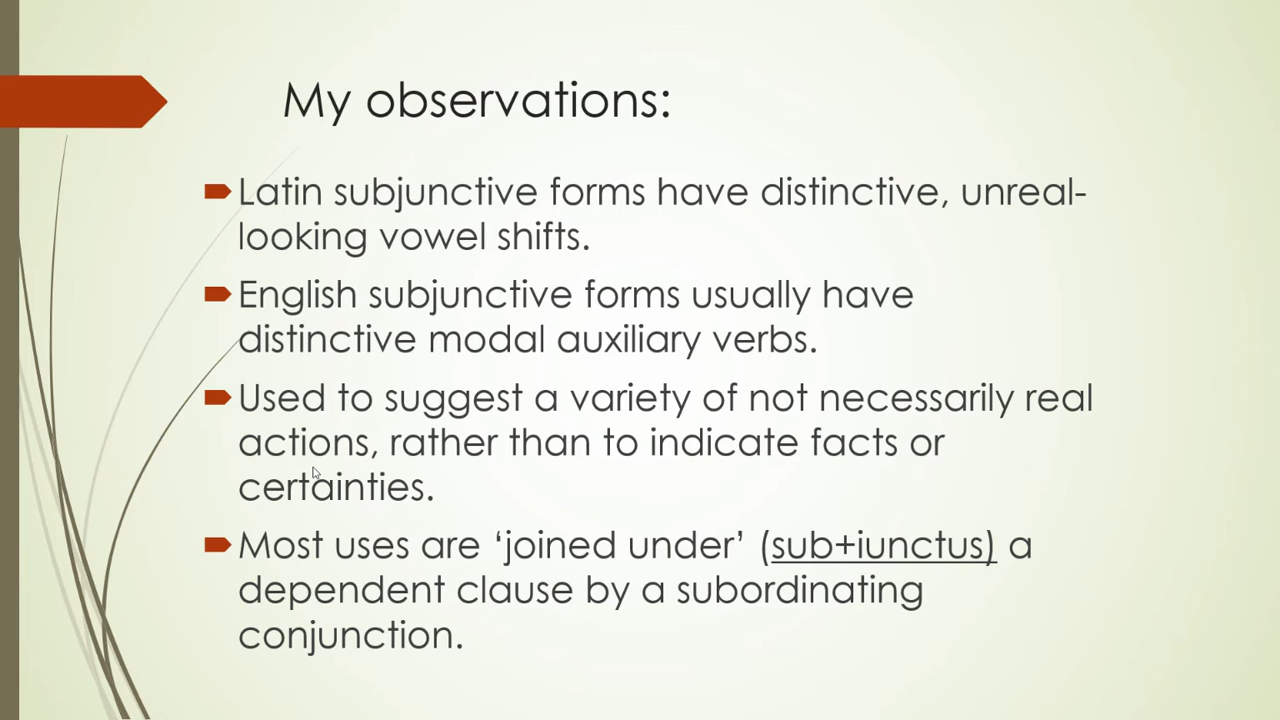 My observations:
Latin subjunctive forms have distinctive, unreal-
looking vowel shifts.
English subjunctive forms usually have
distinctive modal auxiliary verbs.
Used to suggest a variety of not necessarily real
actions, rather than to indicate facts or
certainties.
Most uses are ‘joined under’ (sub+iunctus) a
dependent clause by a subordinating
conjunction.